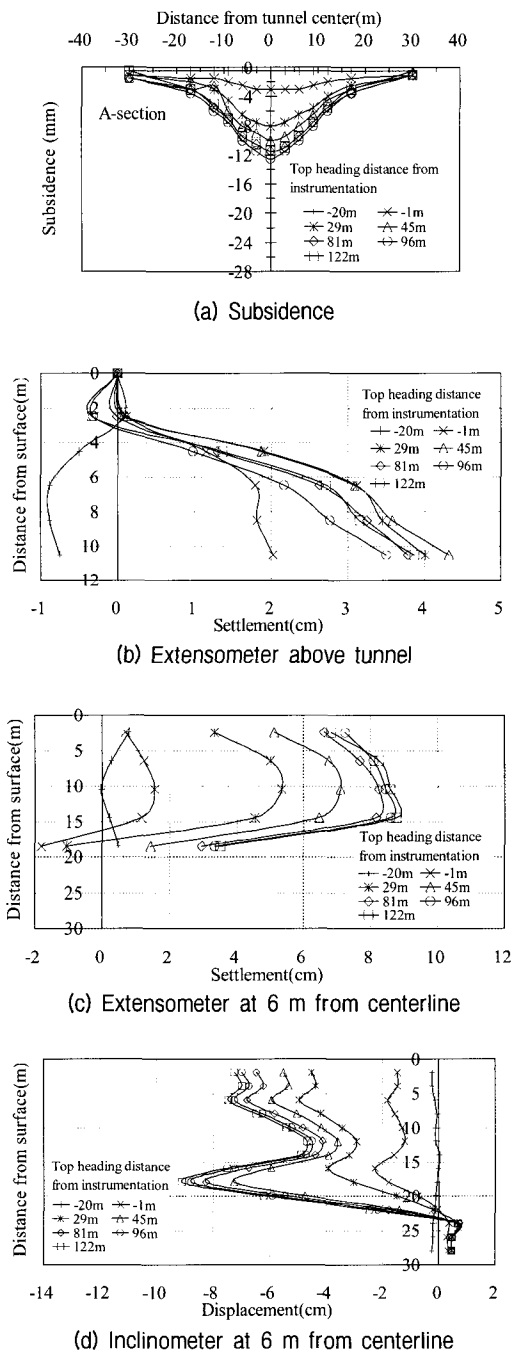 Distance from tunnel center(m)
-40 -30 -20 -10 0 10 20 30 40
0
-4
-8
-12
-16
-20
-24
-28
Subsidence (mm)
A-section
Top heading distance from
instrumentation
-20m -1m
29m 45m
81m 96m
122m
(a) Subsidence
Distance from surface(m)
0
2
4
6
8
10
12
Top heading distance
from instrumentation
-20m -1m
29m 45m
81m 96m
122m
-1 0 1 2 3 4 5
Settlement(cm)
(b) Extensometer above tunnel
Distance from surface(m)
0
5
10
15
20
25
30
Top heading distance
from instrumentation
-20m -1m
29m 45m
81m 96m
122m
-2 0 2 4 6 8 10 12
Settlement(cm)
(c) Extensometer at 6 m from centerline
Distance from surface(m)
0
5
10
15
20
25
30
Top heading distance
from instrumentation
-20m -1m
29m 45m
81m 96m
122m
-14 -12 -10 -8 -6 -4 -2 0 2
Displacement(cm)
(d) Inclinometer at 6 m from centerline